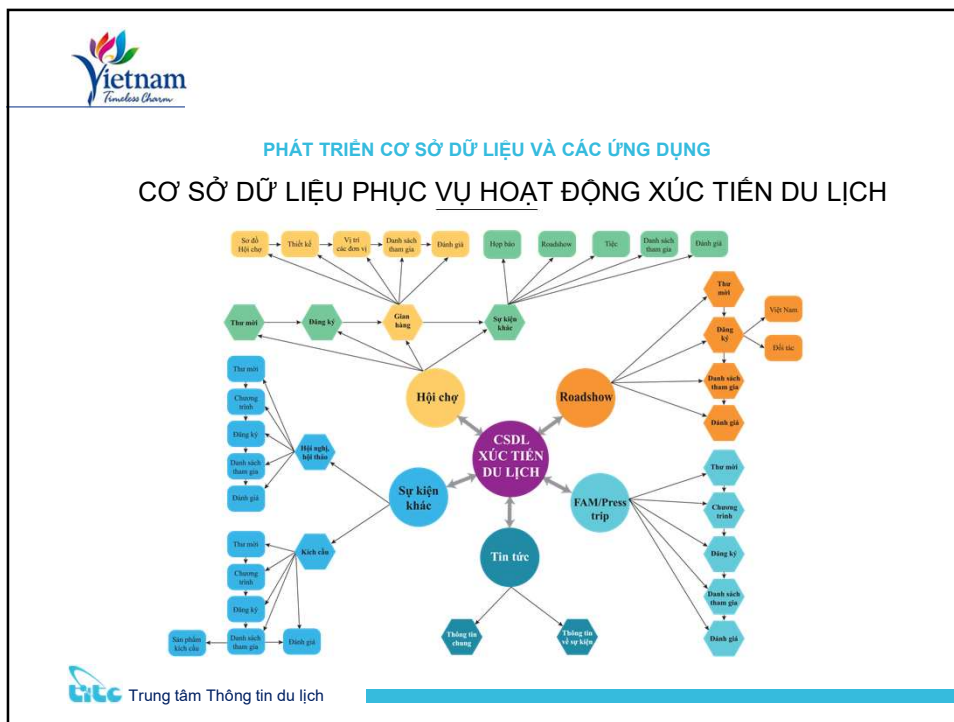 Vietnam
Timeless Charm
PHÁT TRIỂN CƠ SỞ DỮ LIỆU VÀ CÁC ỨNG DỤNG
CƠ SỞ DỮ LIỆU PHỤC VỤ HOẠT ĐỘNG XÚC TIẾN DU LỊCH
Sơ đồ
Hội chợ
Thiết kế
Vị trí
các đơn vị
Danh sách
tham gia
Đánh giá
Họp báo
Roadshow
Tiệc
Danh sách
tham gia
Đánh giá
Thư mời
Đăng ký
Gian
hàng
Sự kiện
khác
Thư
mời
Đăng
ký
Việt Nam
Đối tác
Danh sách
tham gia
Đánh giá
Hội chợ
Roadshow
CSDL
XÚC TIẾN
DU LỊCH
Sự kiện
khác
FAM/Press
trip
Tin tức
Thư mời
Chương
trình
Đăng ký
Danh sách
tham gia
Đánh giá
Hội nghị,
hội thảo
Thư mời
Chương
trình
Đăng ký
Danh sách
tham gia
Đánh giá
Sản phẩm
kích cầu
Kích cầu
Thư mời
Chương
trình
Đăng ký
Danh sách
tham gia
Đánh giá
Thông tin
chung
Thông tin
về sự kiện
titc
Trung tâm Thông tin du lịch